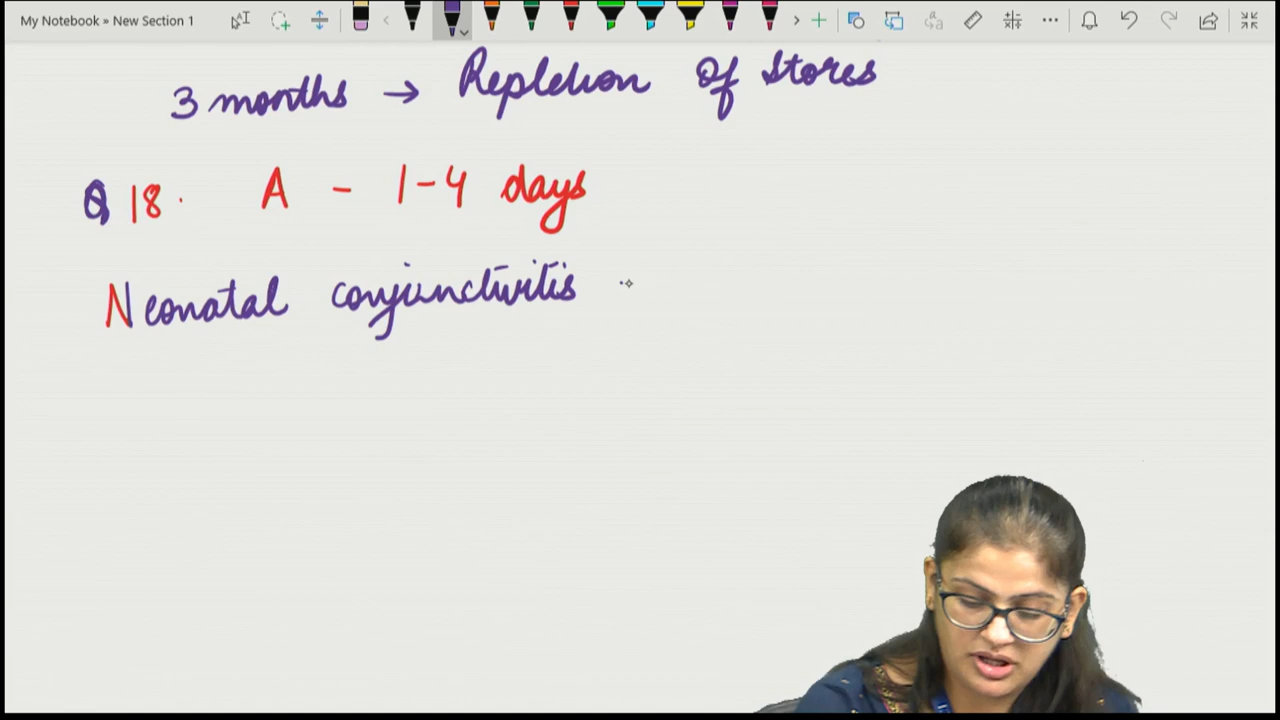 My Notebook » New Section 1
3 months → Repletion Of Stores
Q 18. A - 1-4 days
Neonatal conjunctivitis